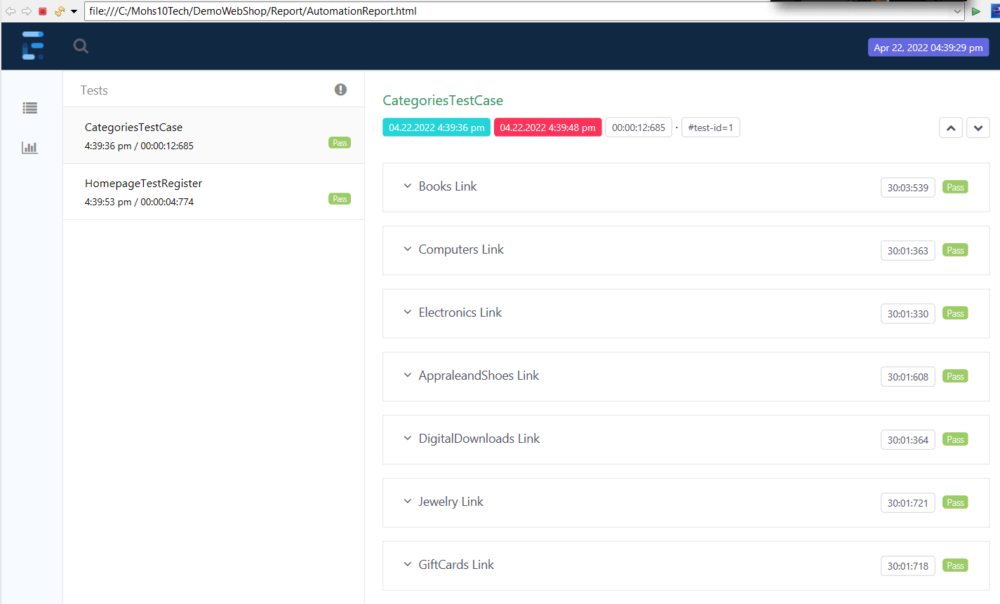 file:///C:/Mohs10Tech/DemoWebShop/Report/AutomationReport.html
Apr 22, 2022 04:39:29 pm
Tests
CategoriesTestCase
4:39:36 pm / 00:00:12:685
Pass
HomepageTestRegister
4:39:53 pm / 00:00:04:774
Pass
CategoriesTestCase
04.22.2022 4:39:36 pm 04.22.2022 4:39:48 pm 00:00:12:685 · #test-id=1
Books Link 30:03:539 Pass
Computers Link 30:01:363 Pass
Electronics Link 30:01:330 Pass
AppraleandShoes Link 30:01:608 Pass
DigitalDownloads Link 30:01:364 Pass
Jewelry Link 30:01:721 Pass
GiftCards Link 30:01:718 Pass